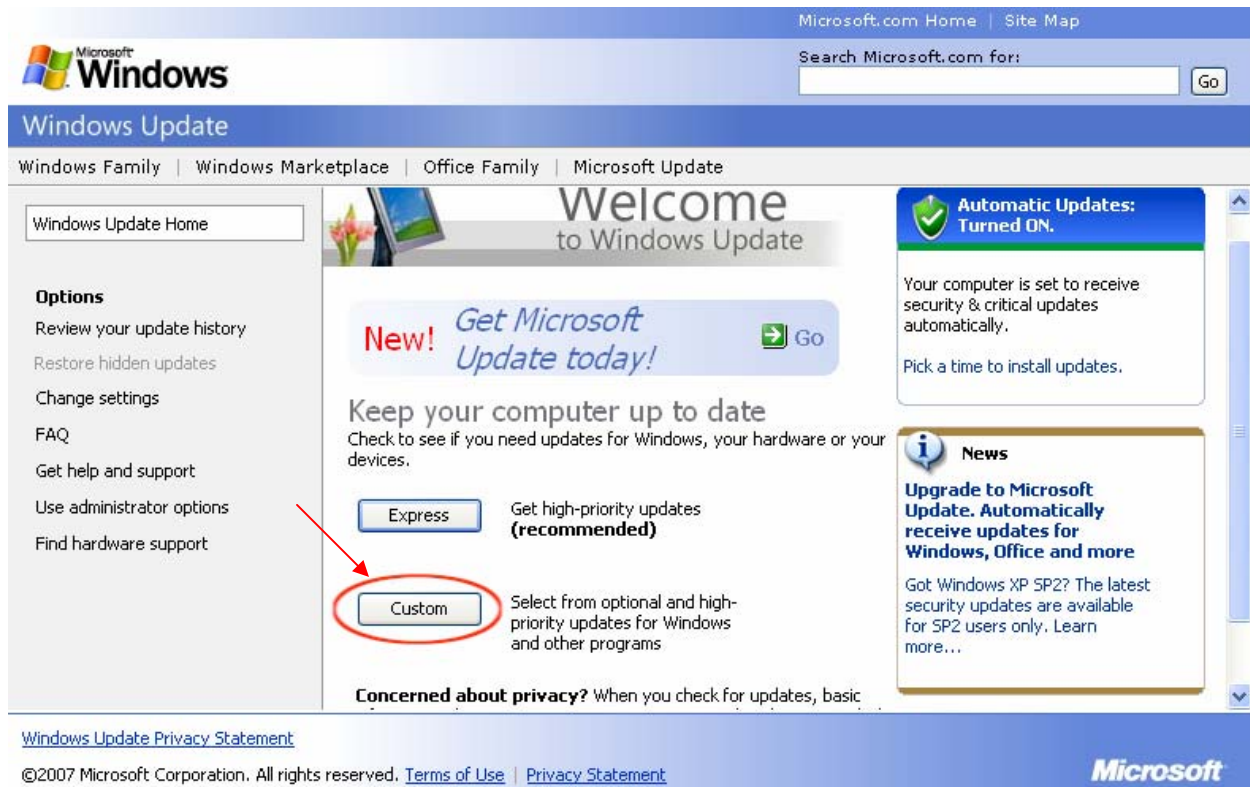 Microsoft.com Home | Site Map
Microsoft
Windows
Search Microsoft.com for:
Go
Windows Update
Windows Family | Windows Marketplace | Office Family | Microsoft Update
Windows Update Home
Options
Review your update history
Restore hidden updates
Change settings
FAQ
Get help and support
Use administrator options
Find hardware support
Welcome
to Windows Update
New! Get Microsoft
Update today!
Go
Keep your computer up to date
Check to see if you need updates for Windows, your hardware or your
devices.
Express
Get high-priority updates
(recommended)
Custom
Select from optional and high-
priority updates for Windows
and other programs
Concerned about privacy? When you check for updates, basic
Automatic Updates:
Turned ON.
Your computer is set to receive
security & critical updates
automatically.
Pick a time to install updates.
News
Upgrade to Microsoft
Update. Automatically
receive updates for
Windows, Office and more
Got Windows XP SP2? The latest
security updates are available
for SP2 users only. Learn
more...
Windows Update Privacy Statement
©2007 Microsoft Corporation. All rights reserved. Terms of Use | Privacy Statement
Microsoft